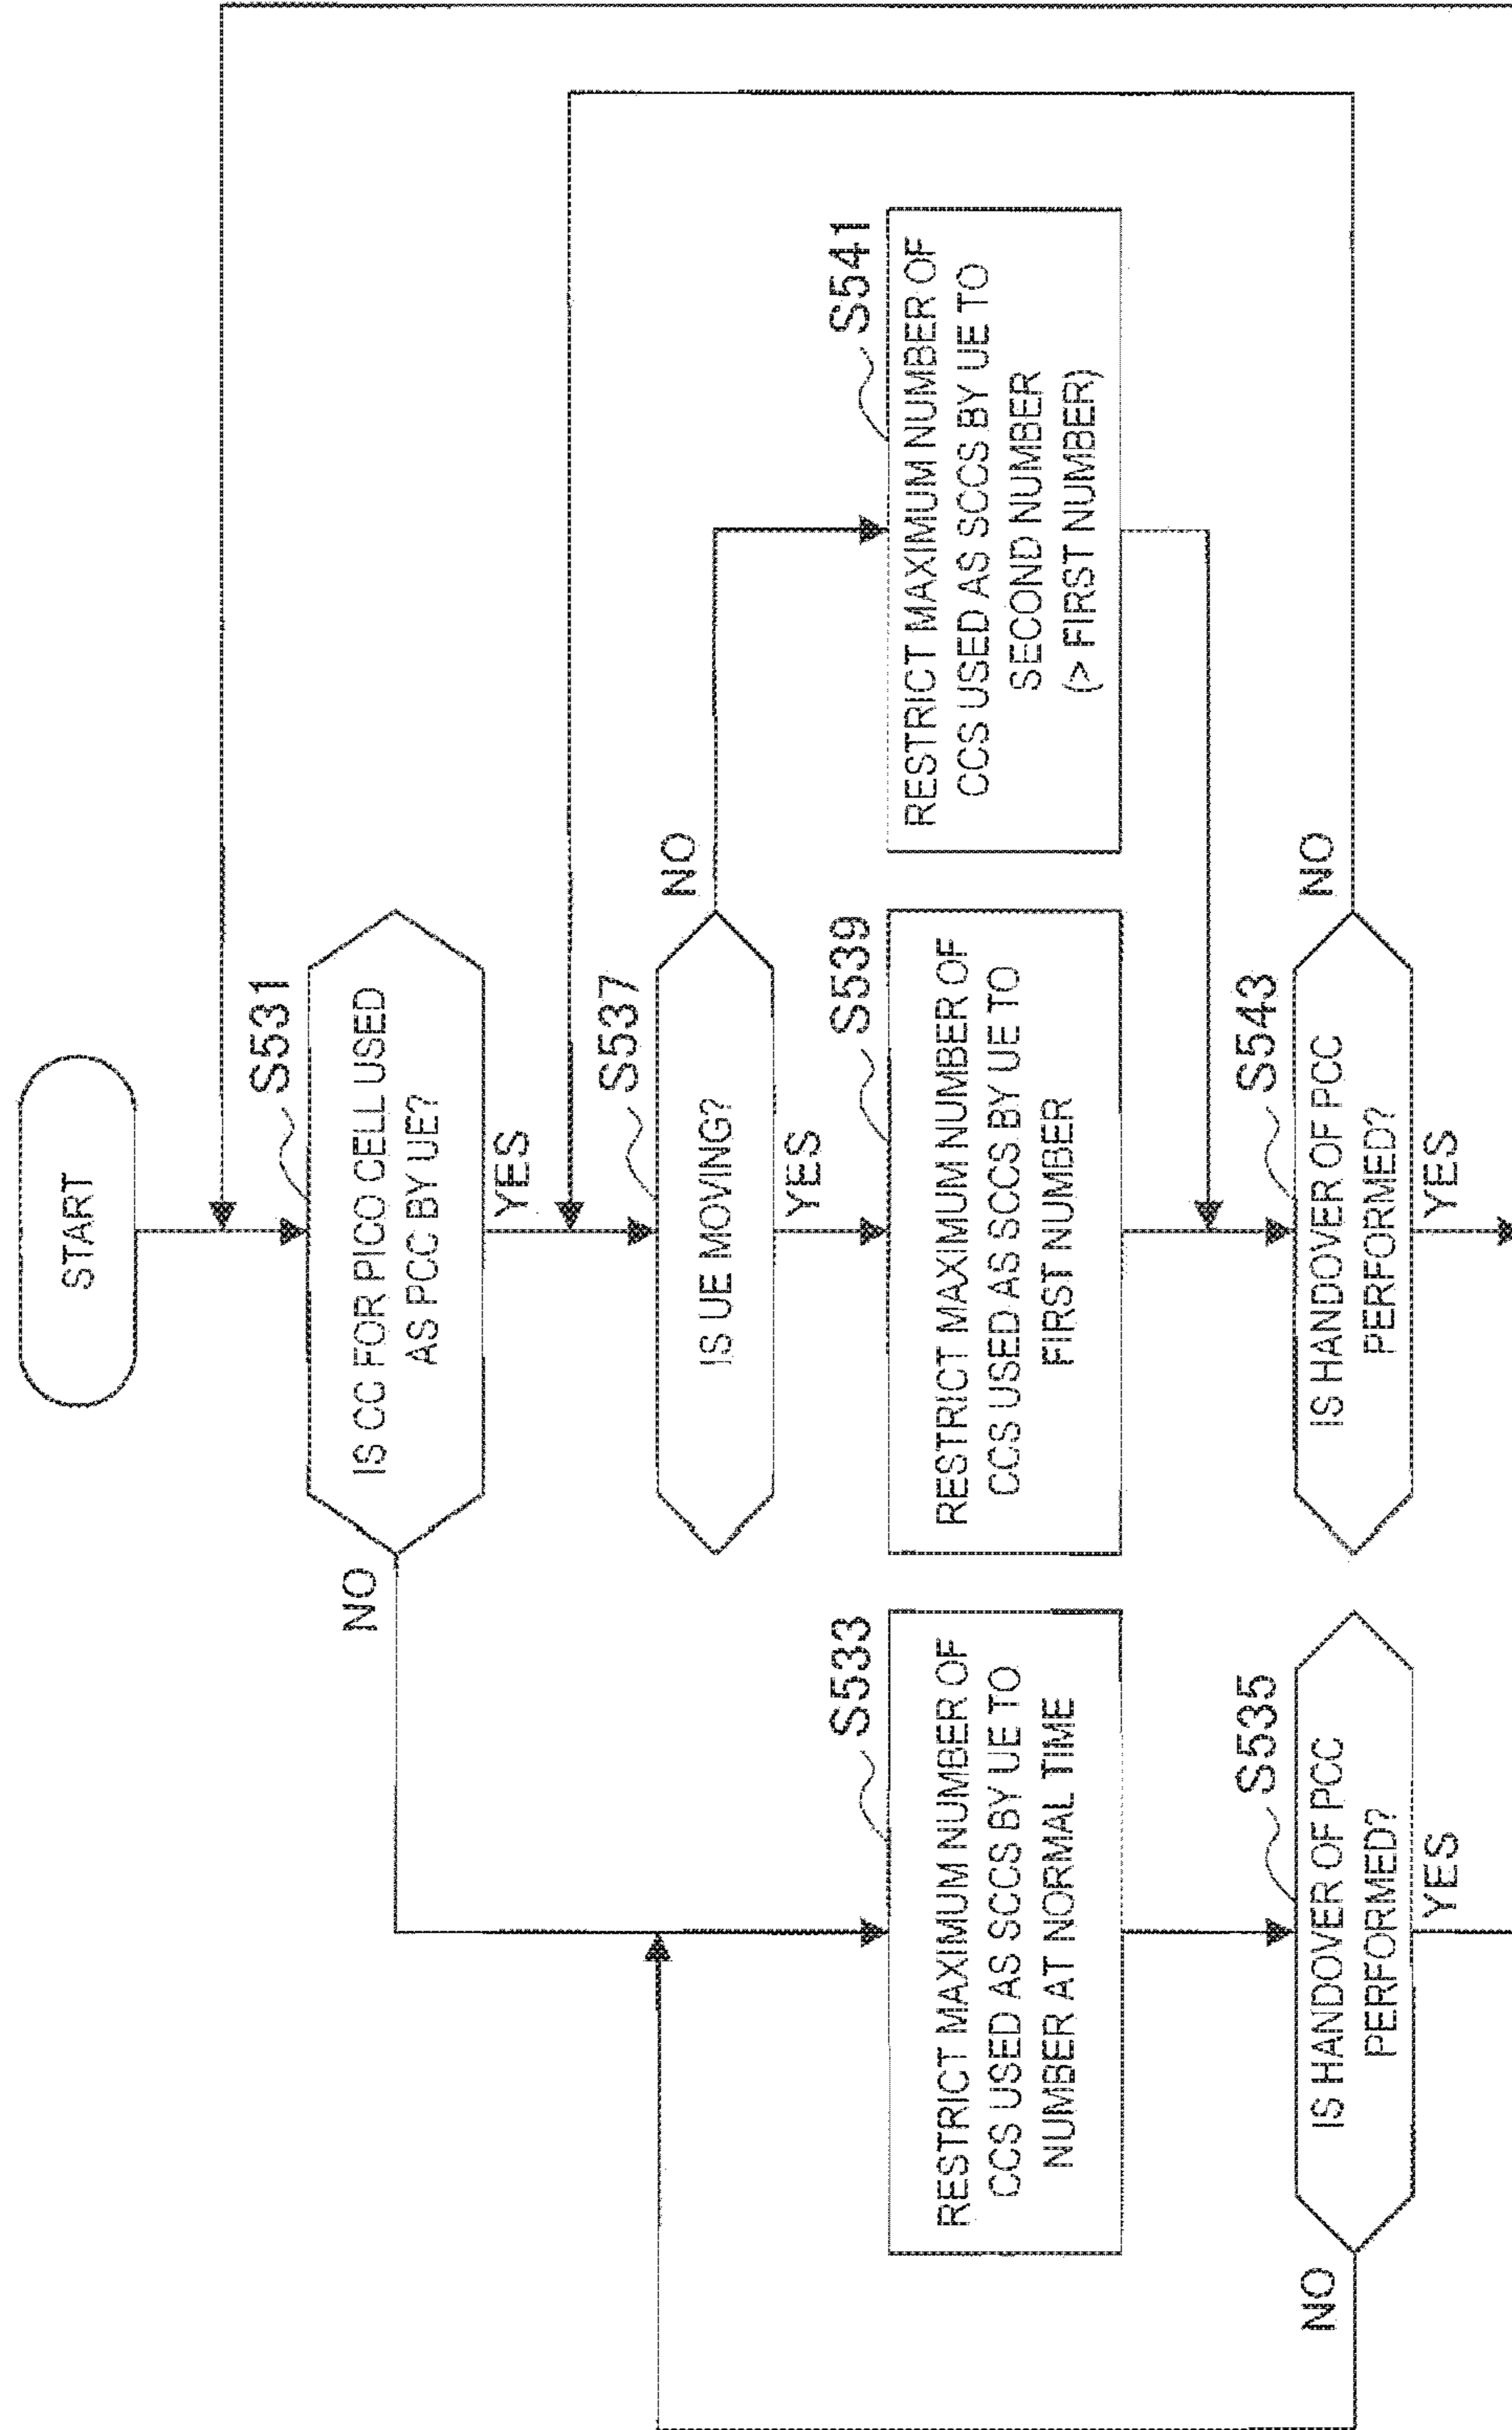 START
S531
IS CC FOR PICO CELL USED
AS PCC BY UE?
NO
YES
S537
IS UE MOVING?
NO
YES
S533
RESTRICT MAXIMUM NUMBER OF
CCS USED AS SCCS BY UE TO
NUMBER AT NORMAL TIME
S539
RESTRICT MAXIMUM NUMBER OF
CCS USED AS SCCS BY UE TO
FIRST NUMBER
S541
RESTRICT MAXIMUM NUMBER OF
CCS USED AS SCCS BY UE TO
SECOND NUMBER
(> FIRST NUMBER)
S535
IS HANDOVER OF PCC
PERFORMED?
NO
YES
S543
IS HANDOVER OF PCC
PERFORMED?
NO
YES